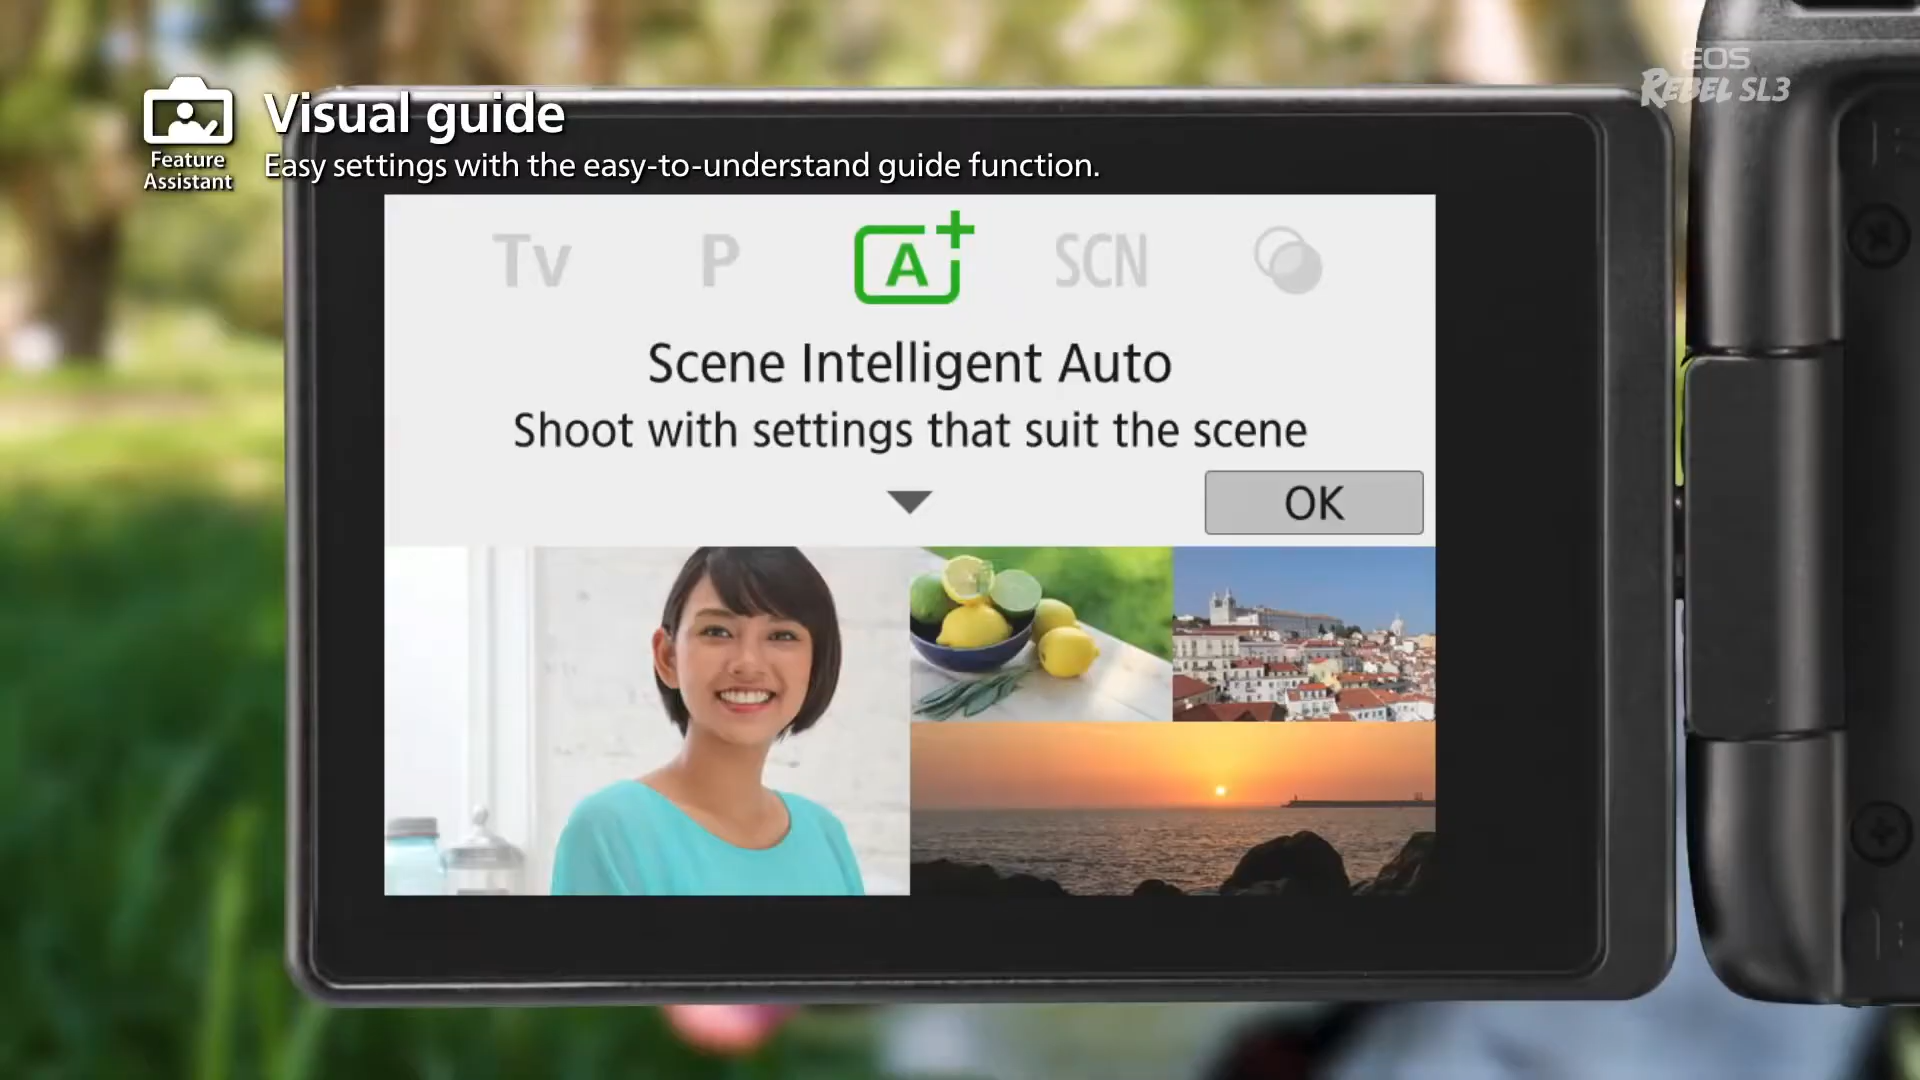 EOS
REBEL SL3
Visual guide
Feature
Assistant
Easy settings with the easy-to-understand guide function.
Tv P A+ SCN
Scene Intelligent Auto
Shoot with settings that suit the scene
OK